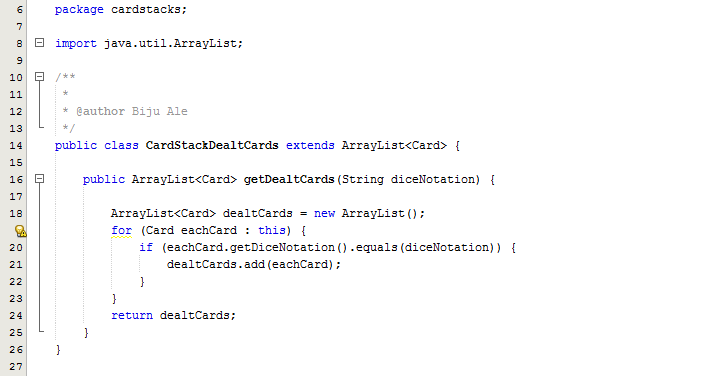 6 package cardstacks;
7
8 import java.util.ArrayList;
9
10 /**
11 *
12 * @author Biju Ale
13 */
14 public class CardStackDealtCards extends ArrayList<Card> {
15
16 public ArrayList<Card> getDealtCards(String diceNotation) {
17
18 ArrayList<Card> dealtCards = new ArrayList();
for (Card eachCard : this) {
20 if (eachCard.getDiceNotation().equals(diceNotation)) {
21 dealtCards.add(eachCard);
22 }
23 }
24 return dealtCards;
25 }
26 }
27